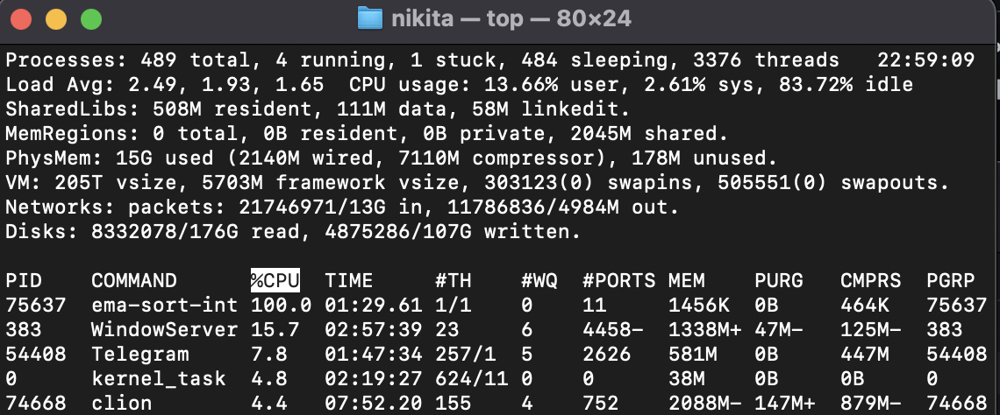 nikita — top — 80×24
Processes: 489 total, 4 running, 1 stuck, 484 sleeping, 3376 threads   22:59:09
Load Avg: 2.49, 1.93, 1.65  CPU usage: 13.66% user, 2.61% sys, 83.72% idle
SharedLibs: 508M resident, 111M data, 58M linkedit.
MemRegions: 0 total, 0B resident, 0B private, 2045M shared.
PhysMem: 15G used (2140M wired, 7110M compressor), 178M unused.
VM: 205T vsize, 5703M framework vsize, 303123(0) swapins, 505551(0) swapouts.
Networks: packets: 21746971/13G in, 11786836/4984M out.
Disks: 8332078/176G read, 4875286/107G written.

PID    COMMAND      %CPU  TIME     #TH    #WQ  #PORTS MEM    PURG   CMPRS  PGRP
75637  ema-sort-int 100.0 01:29.61 1/1    0    11     1456K  0B     464K   75637
383    WindowServer 15.7  02:57:39 23     6    4458-  1338M+ 47M-   125M-  383
54408  Telegram     7.8   01:47:34 257/1  5    2626   581M   0B     447M   54408
0      kernel_task  4.8   02:19:27 624/11 0    0      38M    0B     0B     0
74668  clion        4.4   07:52.20 155    4    752    2088M- 147M+  879M-  74668